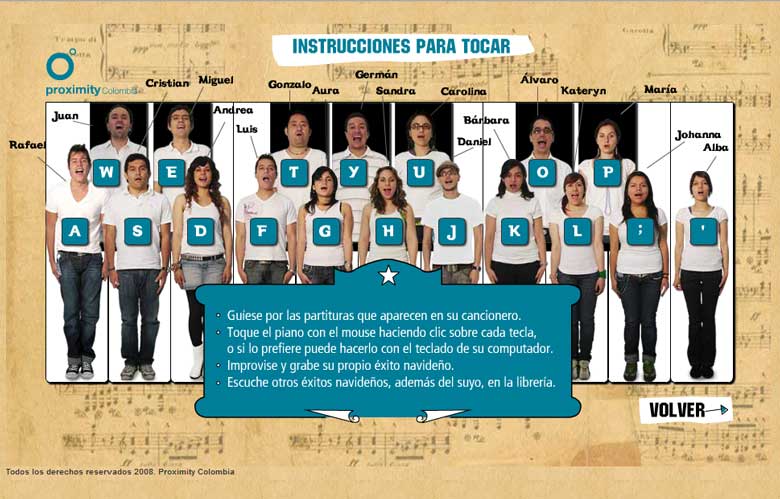 INSTRUCCIONES PARA TOCAR
proximity Colombia
Rafael
Juan
Cristian
Miguel
Andrea
Luis
Gonzalo
Aura
Germán
Sandra
Carolina
Daniel
Bárbara
Álvaro
Kateryn
María
Johanna
Alba
W E T Y U O P
A S D F G H J K L ; '
· Guíese por las partituras que aparecen en su cancionero.
· Toque el piano con el mouse haciendo clic sobre cada tecla,
o si lo prefiere puede hacerlo con el teclado de su computador.
· Improvise y grabe su propio éxito navideño.
· Escuche otros éxitos navideños, además del suyo, en la librería.
VOLVER
Todos los derechos reservados 2008. Proximity Colombia